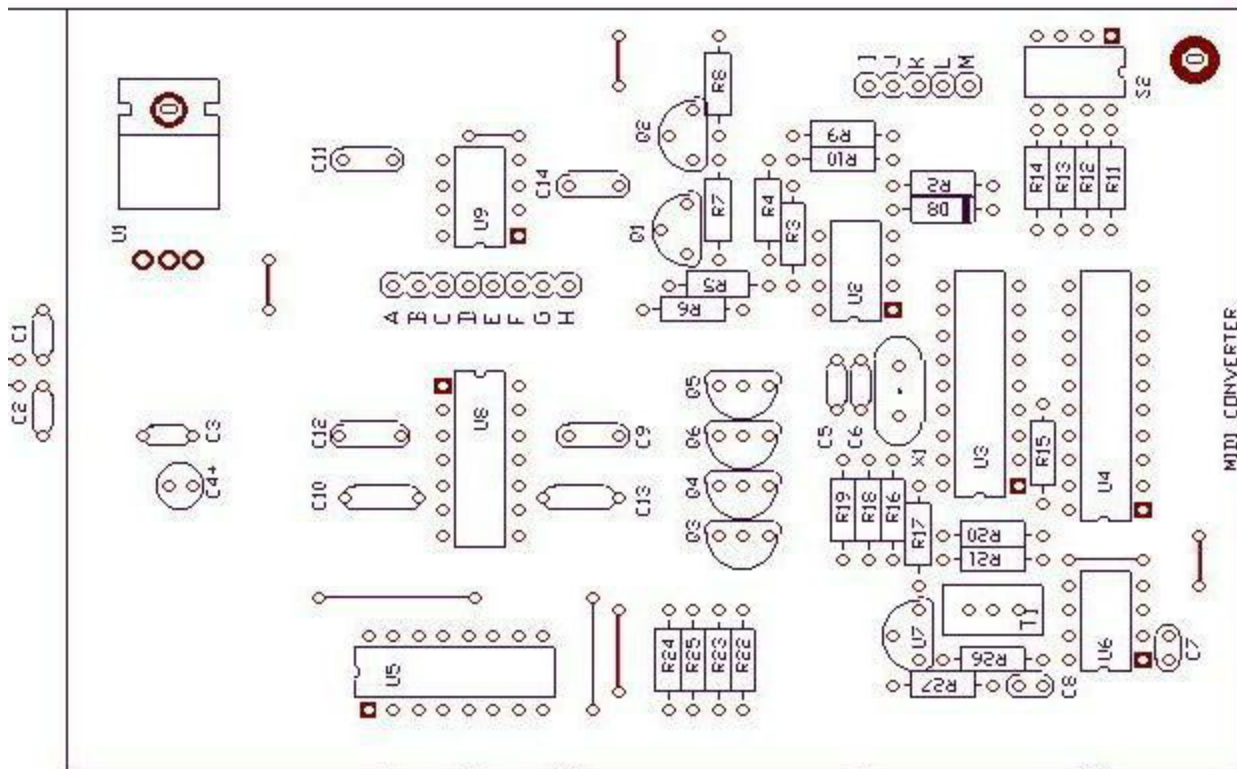 I
J
K
L
M
S2
R8
Q2
R9
R10
C11
C14
U9
R14
R13
R12
R11
R2
D8
R7
R4
R3
U1
Q1
A
B
C
D
E
F
G
H
R5
R6
U2
C1
C2
MIDI CONVERTER
U8
Q5
C5
C6
C3
C12
C9
Q6
X1
U3
R15
C4+
C10
C13
Q4
U4
R19
R18
R16
Q3
R17
R20
R21
T1
U7
U6
C7
U5
R24
R25
R23
R22
R26
R27
C8